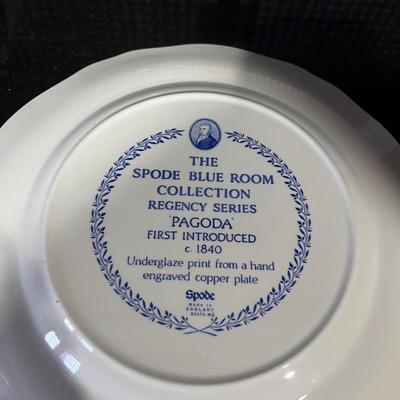 THE
SPODE BLUE ROOM
COLLECTION
REGENCY SERIES
'PAGODA'
FIRST INTRODUCED
c. 1840
Underglaze print from a hand
engraved copper plate
Spode
Made in
ENGLAND